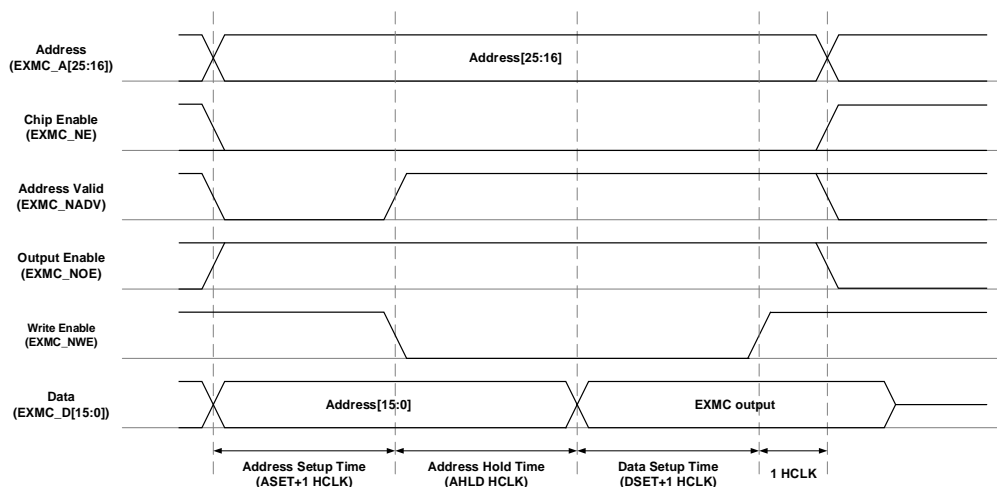 Address
(EXMC_A[25:16])
Address[25:16]
Chip Enable
(EXMC_NE)
Address Valid
(EXMC_NADV)
Output Enable
(EXMC_NOE)
Write Enable
(EXMC_NWE)
Data
(EXMC_D[15:0])
Address[15:0]
EXMC output
Address Setup Time
(ASET+1 HCLK)
Address Hold Time
(AHLD HCLK)
Data Setup Time
(DSET+1 HCLK)
1 HCLK